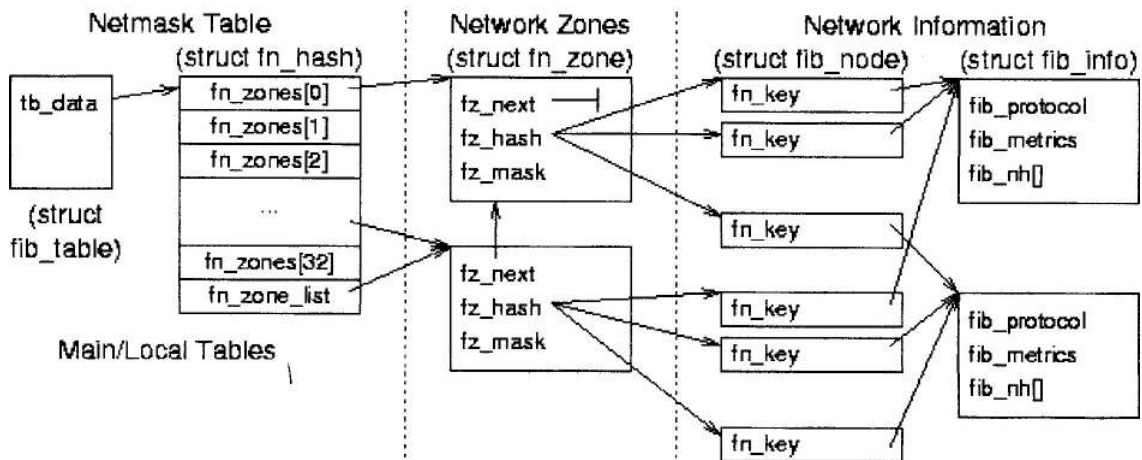 Netmask Table
(struct fn_hash)
tb_data
(struct
fib_table)
fn_zones[0]
fn_zones[1]
fn_zones[2]
...
fn_zones[32]
fn_zone_list
Main/Local Tables
Network Zones
(struct fn_zone)
fz_next
fz_hash
fz_mask
fz_next
fz_hash
fz_mask
Network Information
(struct fib_node)
fn_key
fn_key
fn_key
fn_key
fn_key
fn_key
(struct fib_info)
fib_protocol
fib_metrics
fib_nh[]
fib_protocol
fib_metrics
fib_nh[]